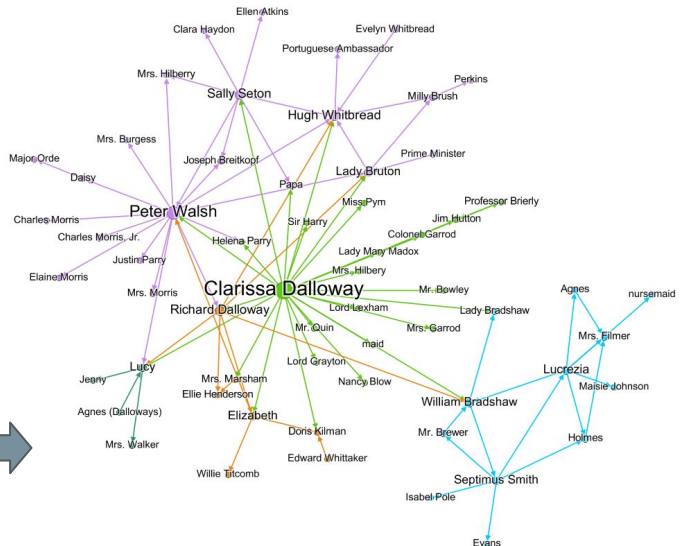 Ellen Atkins
Clara Haydon
Evelyn Whitbread
Portuguese Ambassador
Mrs. Hilberry
Perkins
Sally Seton
Milly Brush
Hugh Whitbread
Mrs. Burgess
Prime Minister
Major Orde
Joseph Breitkopf
Lady Bruton
Daisy
Papa
Miss Pym
Professor Brierly
Peter Walsh
Charles Morris
Sir Harry
Jim Hutton
Charles Morris, Jr.
Helena Parry
Colonel Garrod
Lady Mary Madox
Justin Parry
Mrs. Hilbery
Elaine Morris
Mrs. Morris
Clarissa Dalloway
Mr. Bowley
Agnes
nursemaid
Richard Dalloway
Lord Lexham
Lady Bradshaw
Mr. Quin
Mrs. Garrod
Mrs. Filmer
maid
Lord Grayton
Lucy
Lucrezia
Jenny
Mrs. Marsham
Nancy Blow
Maisie Johnson
Ellie Henderson
William Bradshaw
Agnes (Dalloways)
Elizabeth
Doris Kilman
Mr. Brewer
Holmes
Mrs. Walker
Edward Whittaker
Willie Titcomb
Septimus Smith
Isabel Pole
Evans